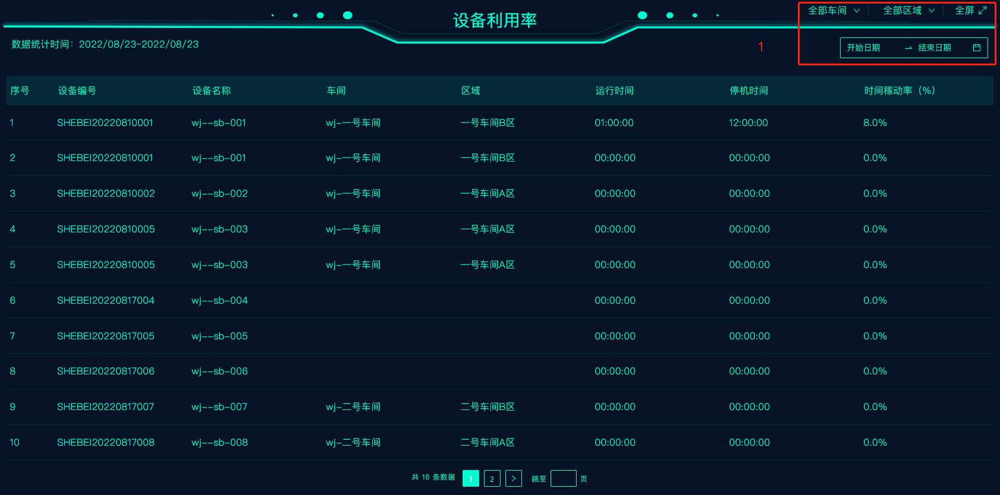 设备利用率
全部车间 全部区域 全屏
数据统计时间：2022/08/23~2022/08/23
1
开始日期 → 结束日期
序号 设备编号 设备名称 车间 区域 运行时间 停机时间 时间稼动率（%）
1 SHEBEI20220810001 wj--sb-001 wj-一号车间 一号车间B区 01:00:00 12:00:00 8.0%
2 SHEBEI20220810001 wj--sb-001 wj-一号车间 一号车间B区 00:00:00 00:00:00 0.0%
3 SHEBEI20220810002 wj--sb-002 wj-一号车间 一号车间A区 00:00:00 00:00:00 0.0%
4 SHEBEI20220810005 wj--sb-003 wj-一号车间 一号车间A区 00:00:00 00:00:00 0.0%
5 SHEBEI20220810005 wj--sb-003 wj-一号车间 一号车间A区 00:00:00 00:00:00 0.0%
6 SHEBEI20220817004 wj--sb-004 00:00:00 00:00:00 0.0%
7 SHEBEI20220817005 wj--sb-005 00:00:00 00:00:00 0.0%
8 SHEBEI20220817006 wj--sb-006 00:00:00 00:00:00 0.0%
9 SHEBEI20220817007 wj--sb-007 wj-二号车间 二号车间B区 00:00:00 00:00:00 0.0%
10 SHEBEI20220817008 wj--sb-008 wj-二号车间 二号车间A区 00:00:00 00:00:00 0.0%
共 16 条数据 1 2 > 跳至 页